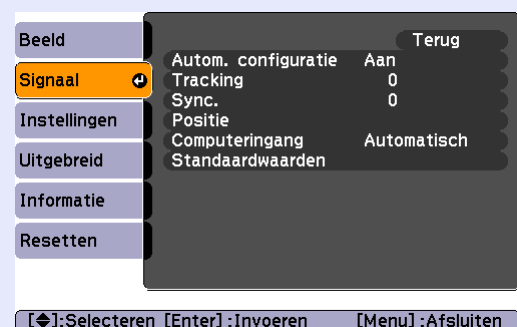 Beeld
Signaal
Instellingen
Uitgebreid
Informatie
Resetten
Terug
Autom. configuratie Aan
Tracking 0
Sync. 0
Positie
Computeringang Automatisch
Standaardwaarden
[◆]:Selecteren [Enter]:Invoeren [Menu]:Afsluiten